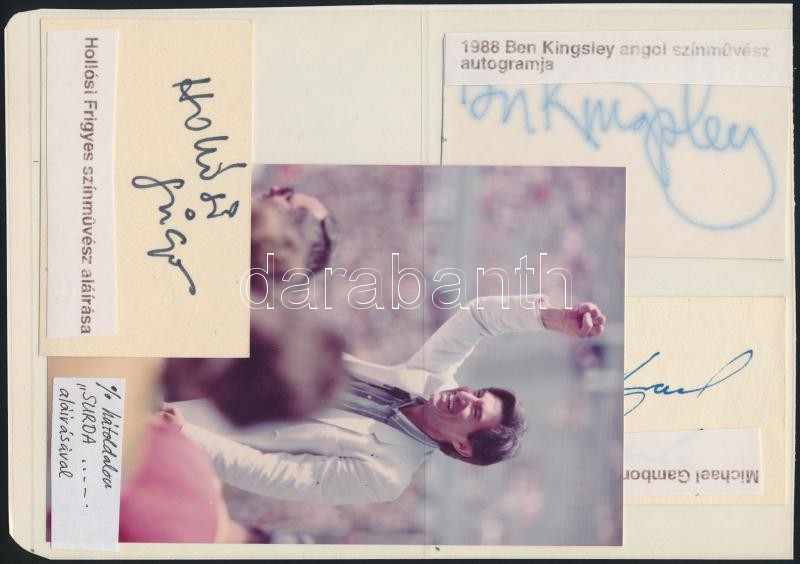 Hollósi Frigyes színművész aláírása
Hollósi
Frigyes
1988 Ben Kingsley angol színművész
autogramja
Ben Kingsley
darabanth
% hátoldalon
„SURDA .....
aláírásával
Michael Gambon